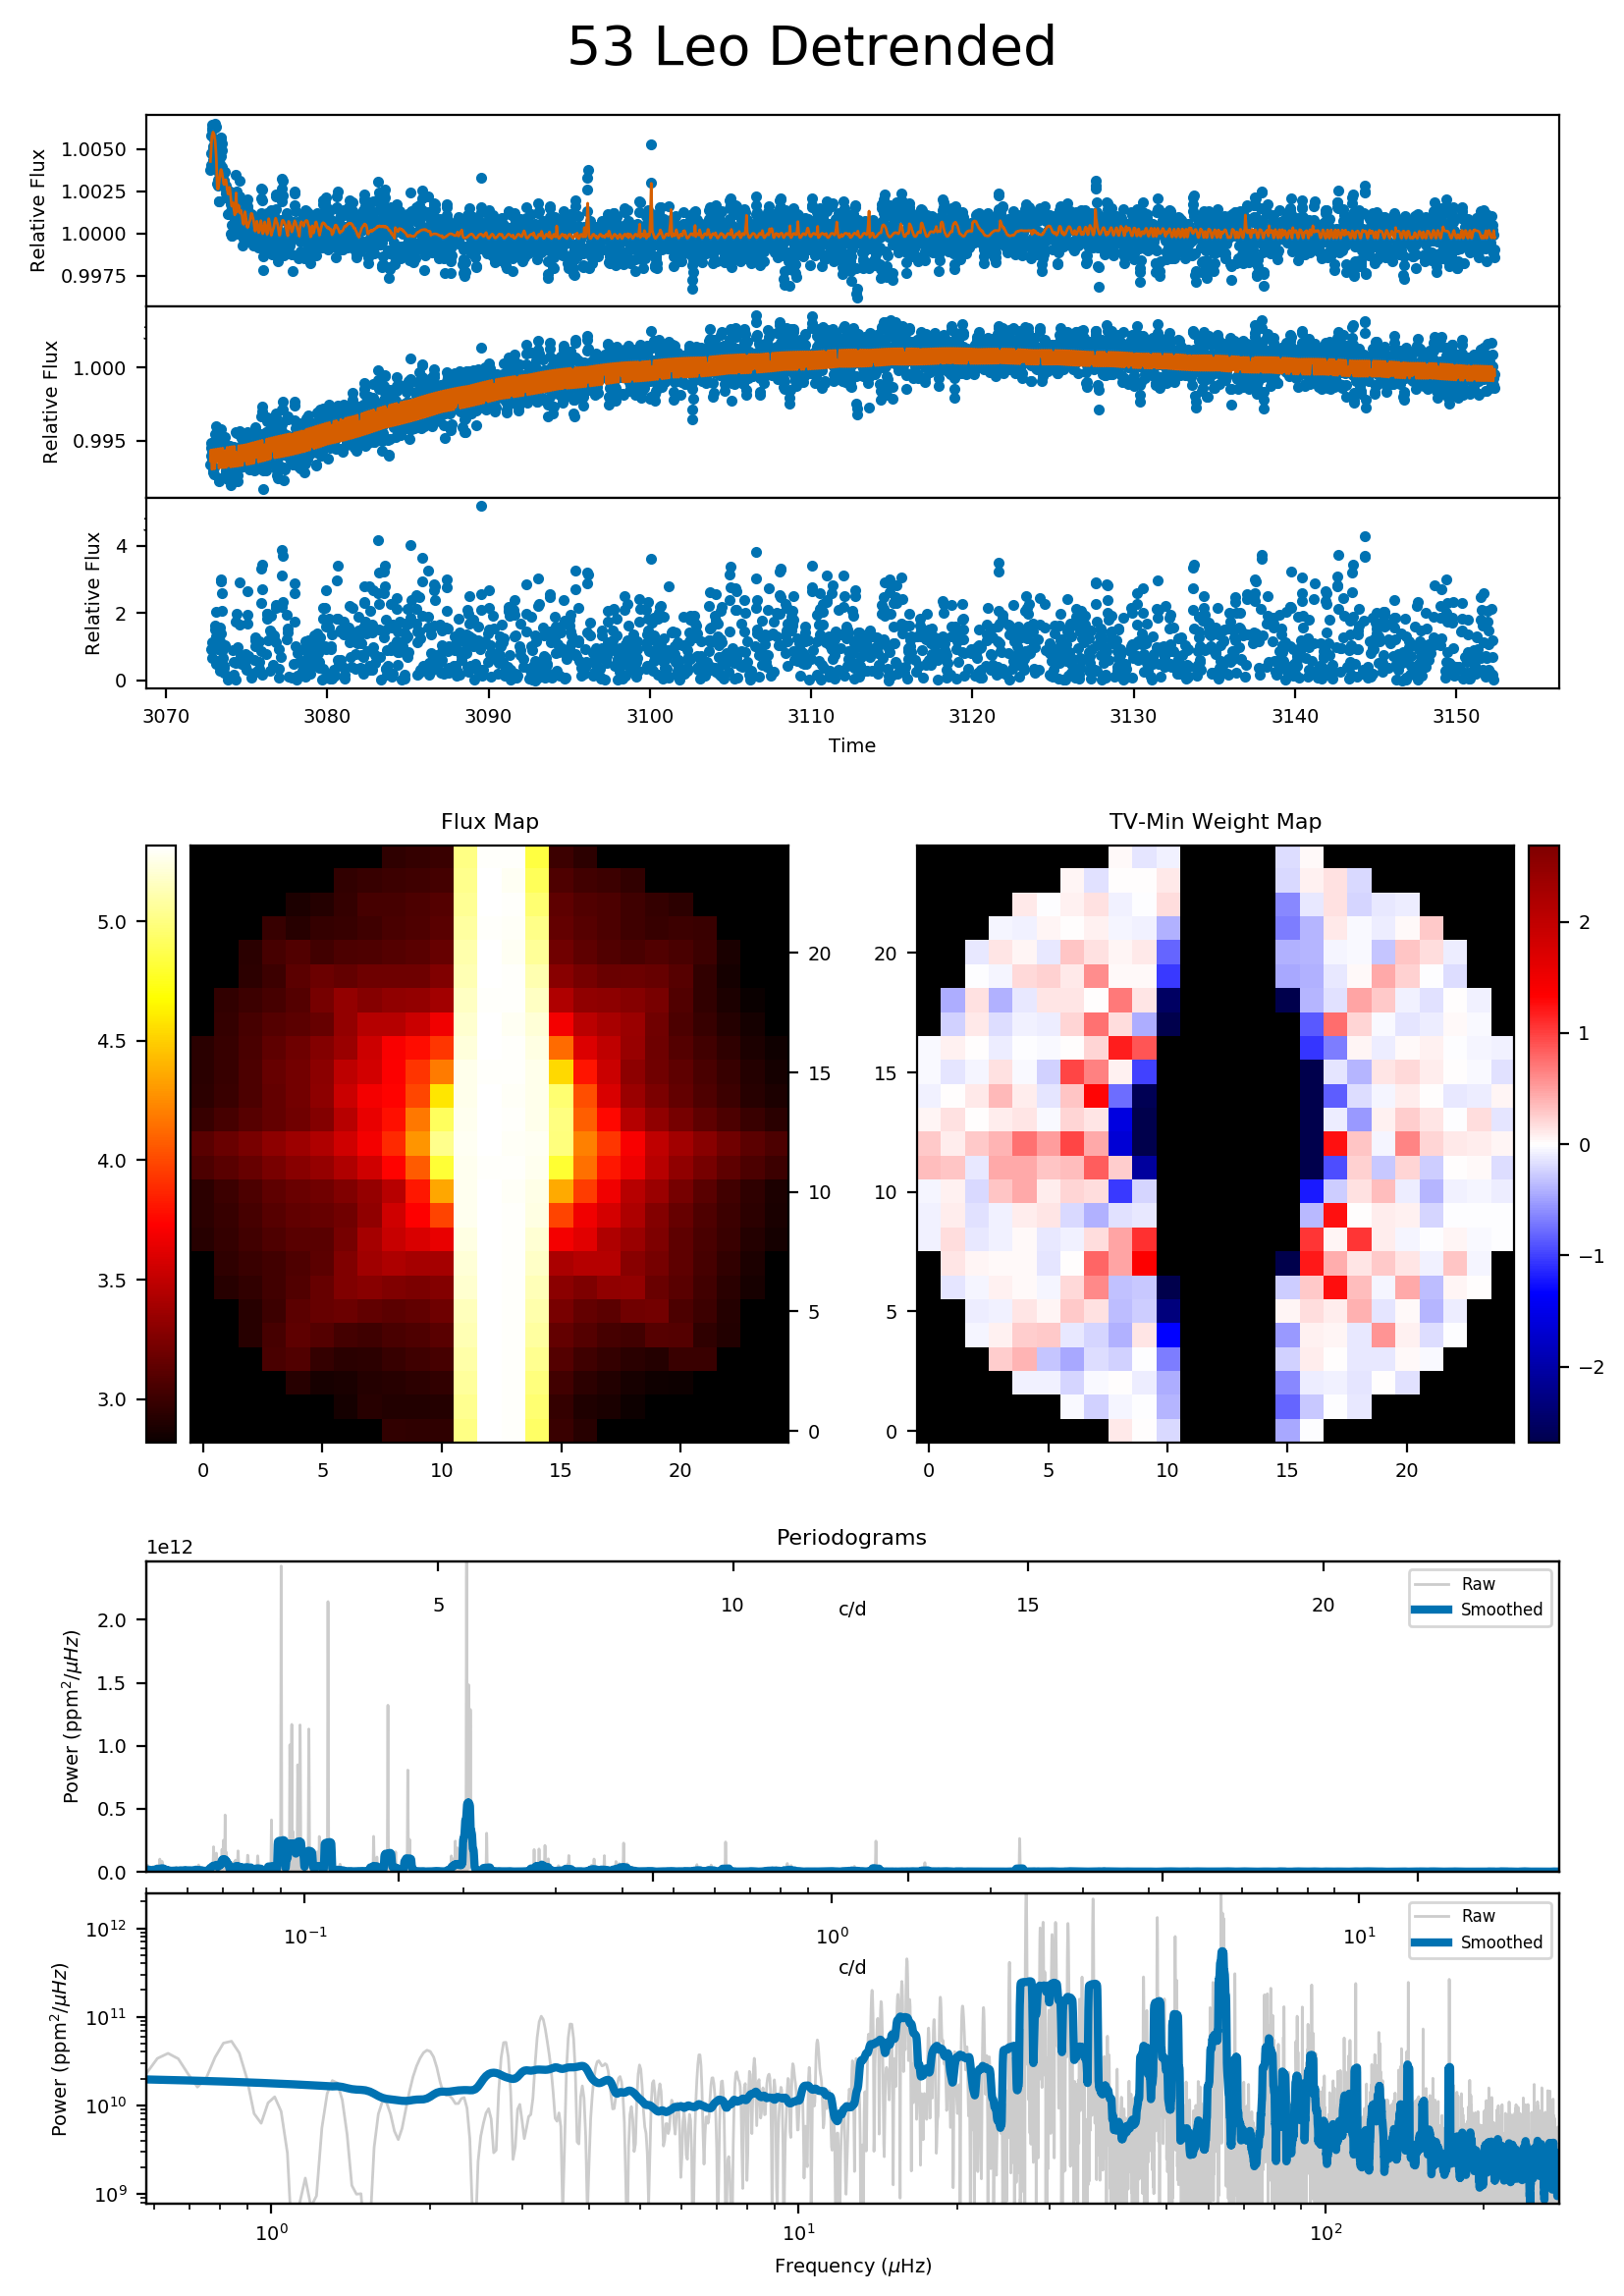 53 Leo Detrended
Relative Flux
1.0050
1.0025
1.0000
0.9975
Relative Flux
1.000
0.995
Relative Flux
4
2
0
3070 3080 3090 3100 3110 3120 3130 3140 3150
Time
Flux Map
5.0
4.5
4.0
3.5
3.0
20
15
10
5
0
0 5 10 15 20
TV-Min Weight Map
20
15
10
5
0
0 5 10 15 20
2
1
0
−1
−2
Periodograms
1e12
Power (ppm²/μHz)
2.0
1.5
1.0
0.5
0.0
5 10 15 20
c/d
Raw
Smoothed
Power (ppm²/μHz)
10¹²
10¹¹
10¹⁰
10⁹
10⁻¹ 10⁰ 10¹
c/d
Raw
Smoothed
10⁰ 10¹ 10²
Frequency (μHz)